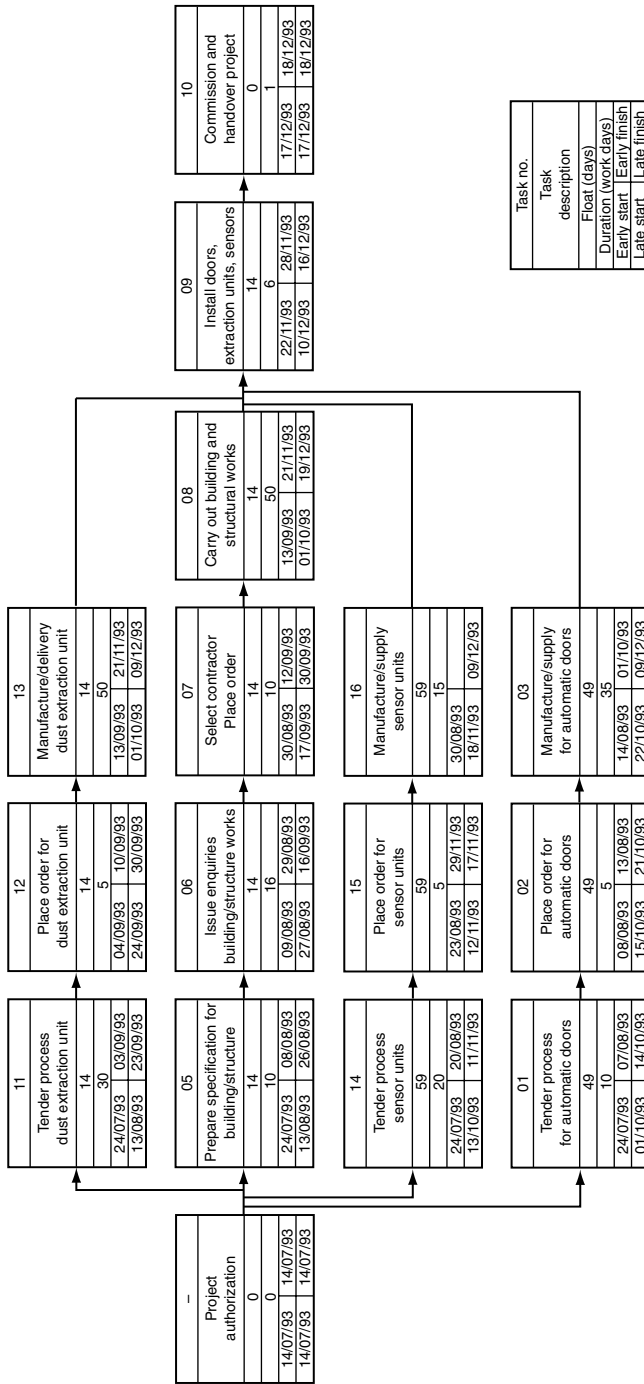 –
Project
authorization
0
0
14/07/93 14/07/93
14/07/93 14/07/93
11
Tender process
dust extraction unit
14
30
24/07/93 03/09/93
13/08/93 23/09/93
12
Place order for
dust extraction unit
14
5
04/09/93 10/09/93
24/09/93 30/09/93
13
Manufacture/delivery
dust extraction unit
14
50
13/09/93 21/11/93
01/10/93 09/12/93
05
Prepare specification for
building/structure
14
10
24/07/93 08/08/93
13/08/93 26/08/93
06
Issue enquiries
building/structure works
14
16
09/08/93 29/08/93
27/08/93 16/09/93
07
Select contractor
Place order
14
10
30/08/93 12/09/93
17/09/93 30/09/93
08
Carry out building and
structural works
14
50
13/09/93 21/11/93
01/10/93 19/12/93
09
Install doors,
extraction units, sensors
14
6
22/11/93 28/11/93
10/12/93 16/12/93
10
Commission and
handover project
0
1
17/12/93 18/12/93
17/12/93 18/12/93
14
Tender process
sensor units
59
20
24/07/93 20/08/93
13/10/93 11/11/93
15
Place order for
sensor units
59
5
23/08/93 29/11/93
12/11/93 17/11/93
16
Manufacture/supply
sensor units
59
15
30/08/93
18/11/93 09/12/93
01
Tender process
for automatic doors
49
10
24/07/93 07/08/93
01/10/93 14/10/93
02
Place order for
automatic doors
49
5
08/08/93 13/08/93
15/10/93 21/10/93
03
Manufacture/supply
for automatic doors
49
35
14/08/93 01/10/93
22/10/93 09/12/93
Task no.
Task
description
Float (days)
Duration (work days)
Early start Early finish
Late start Late finish